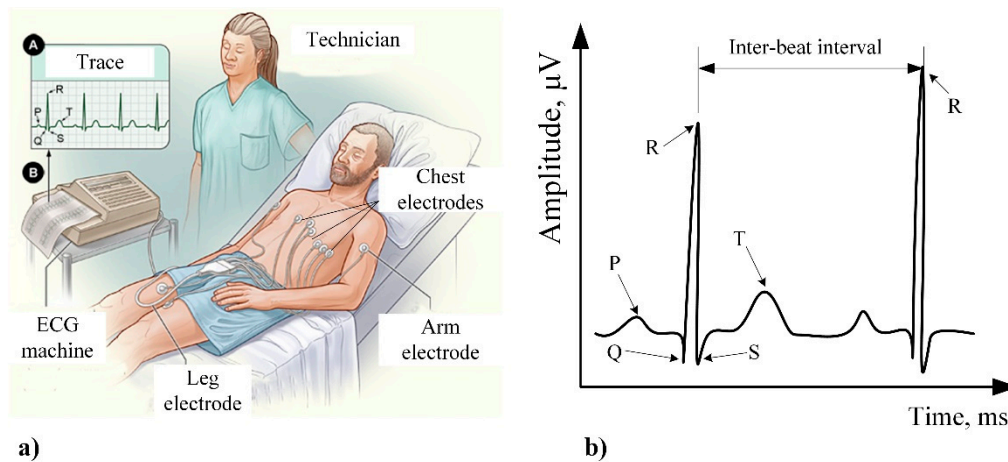 A
Trace
R
P
T
Q
S
B
Technician
Chest
electrodes
ECG
machine
Leg
electrode
Arm
electrode
a)
Amplitude, μV
Inter-beat interval
R
R
P
T
Q
S
Time, ms
b)